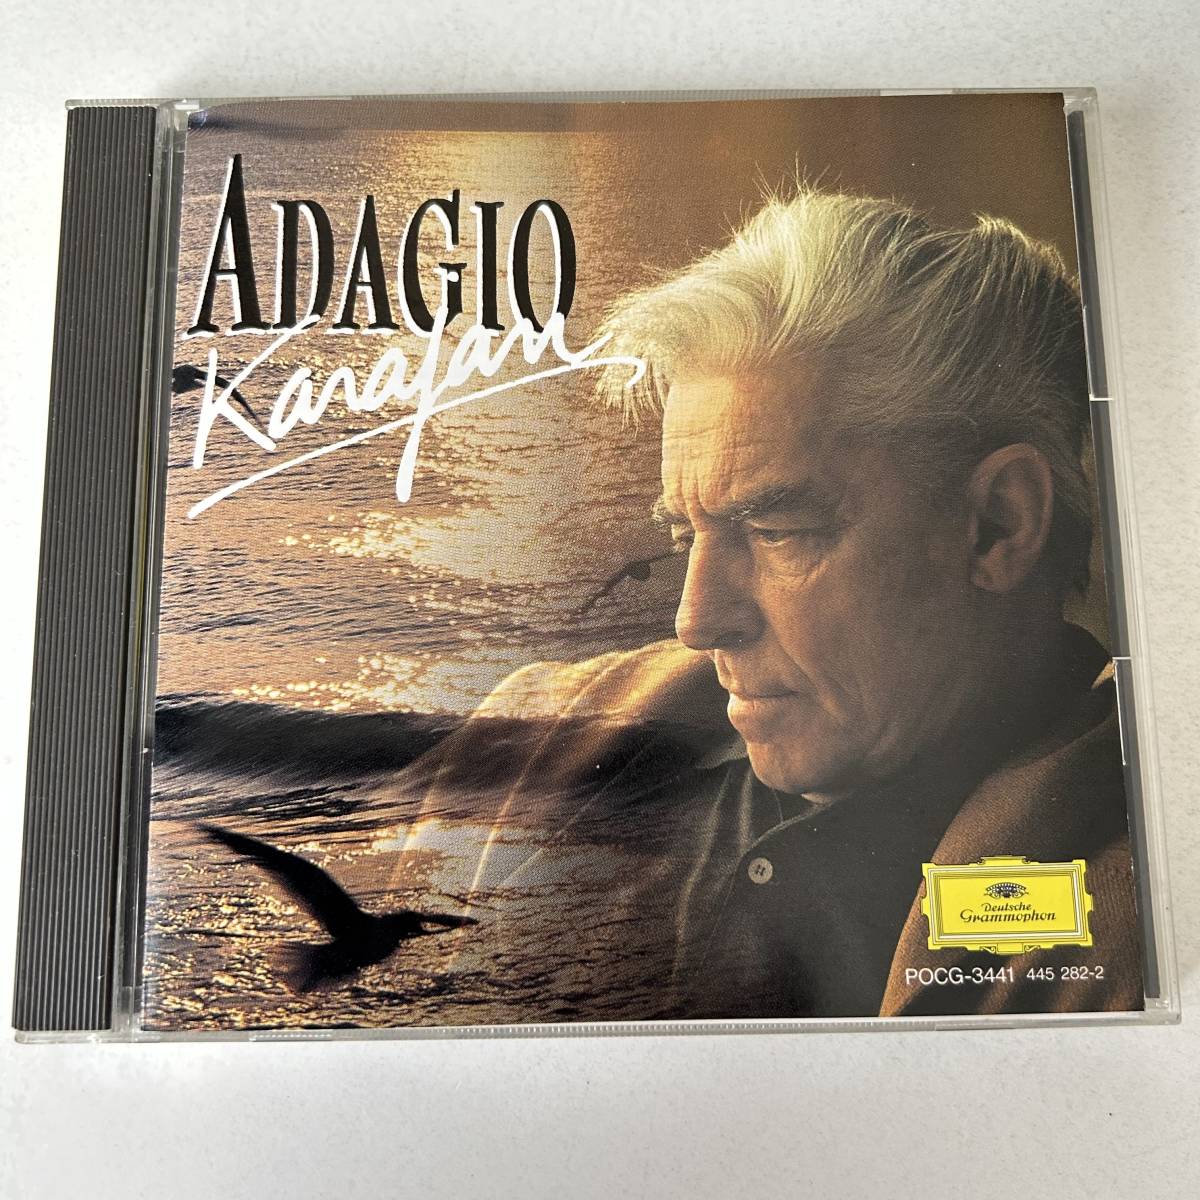 ADAGIO
Karajan
Deutsche
Grammophon
POCG-3441 445 282-2